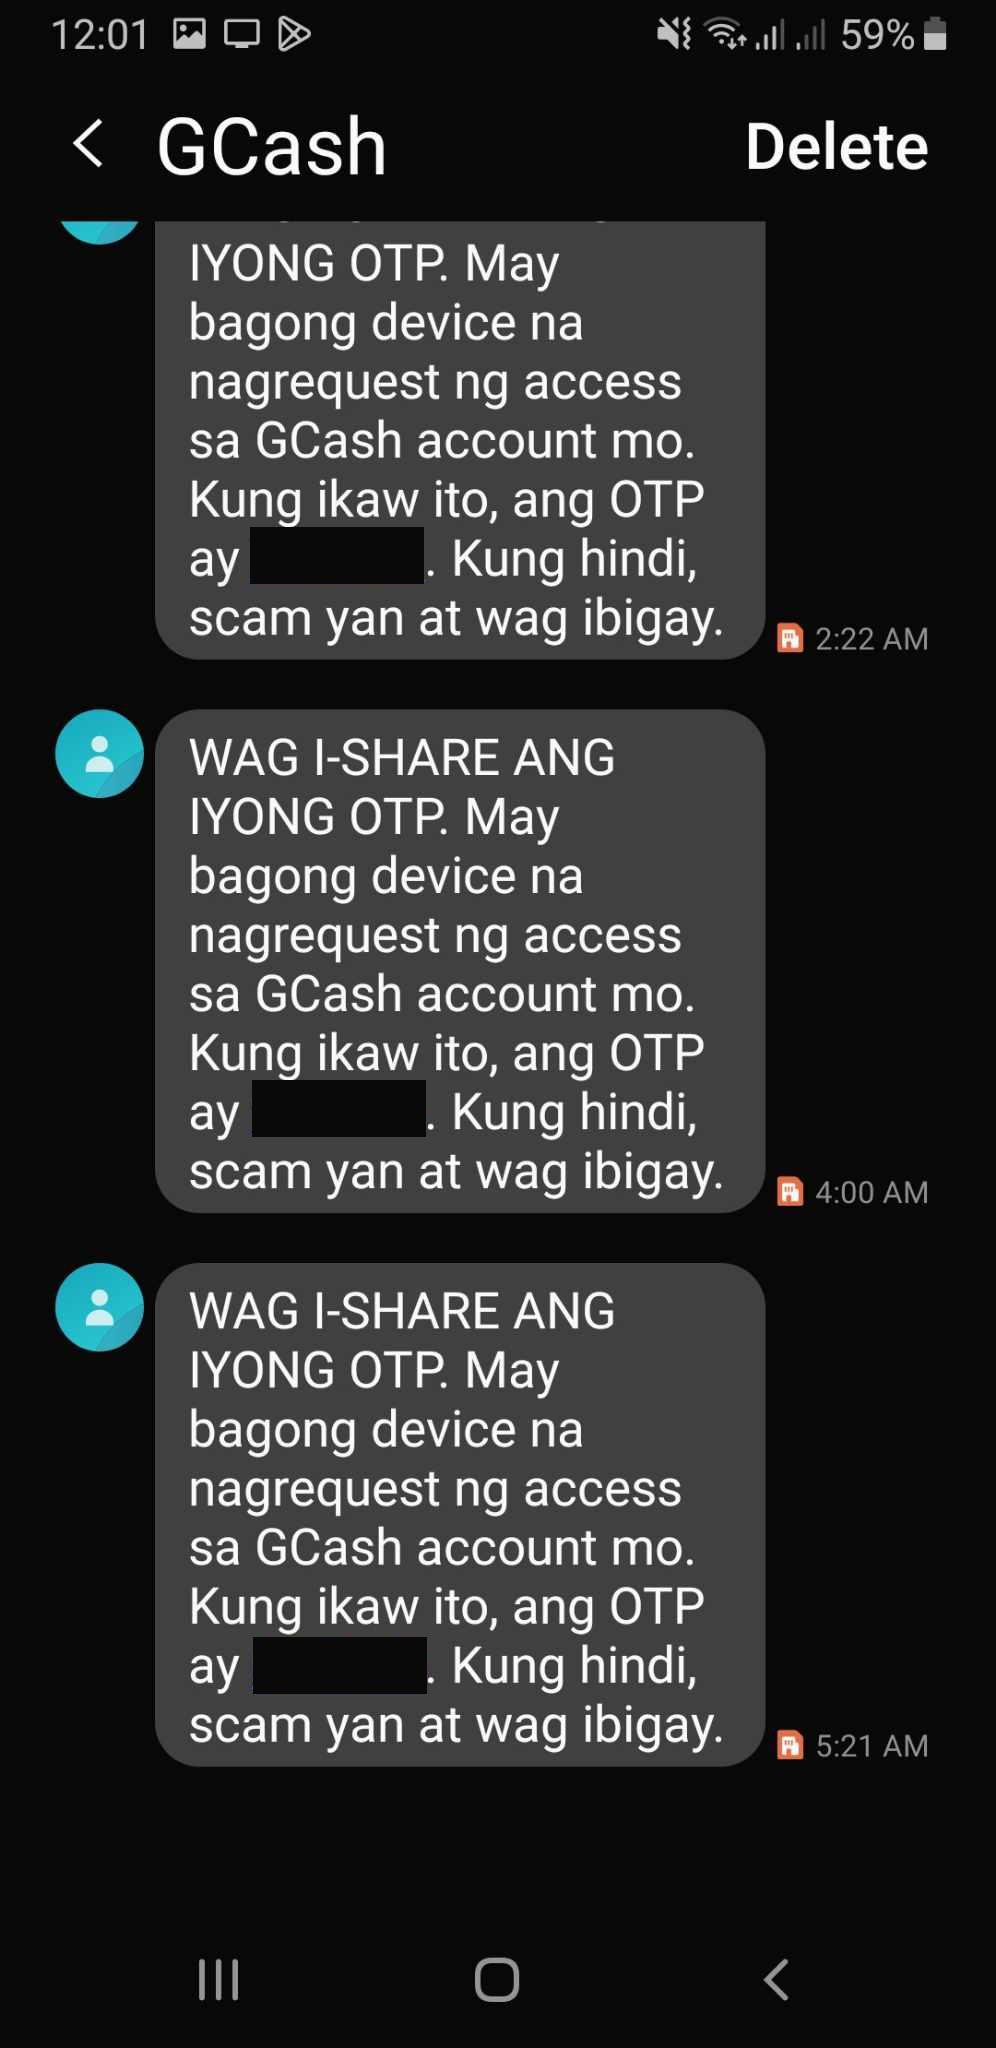 12:01
59%
GCash
Delete
IYONG OTP. May
bagong device na
nagrequest ng access
sa GCash account mo.
Kung ikaw ito, ang OTP
ay . Kung hindi,
scam yan at wag ibigay.
2:22 AM
WAG I-SHARE ANG
IYONG OTP. May
bagong device na
nagrequest ng access
sa GCash account mo.
Kung ikaw ito, ang OTP
ay . Kung hindi,
scam yan at wag ibigay.
4:00 AM
WAG I-SHARE ANG
IYONG OTP. May
bagong device na
nagrequest ng access
sa GCash account mo.
Kung ikaw ito, ang OTP
ay . Kung hindi,
scam yan at wag ibigay.
5:21 AM